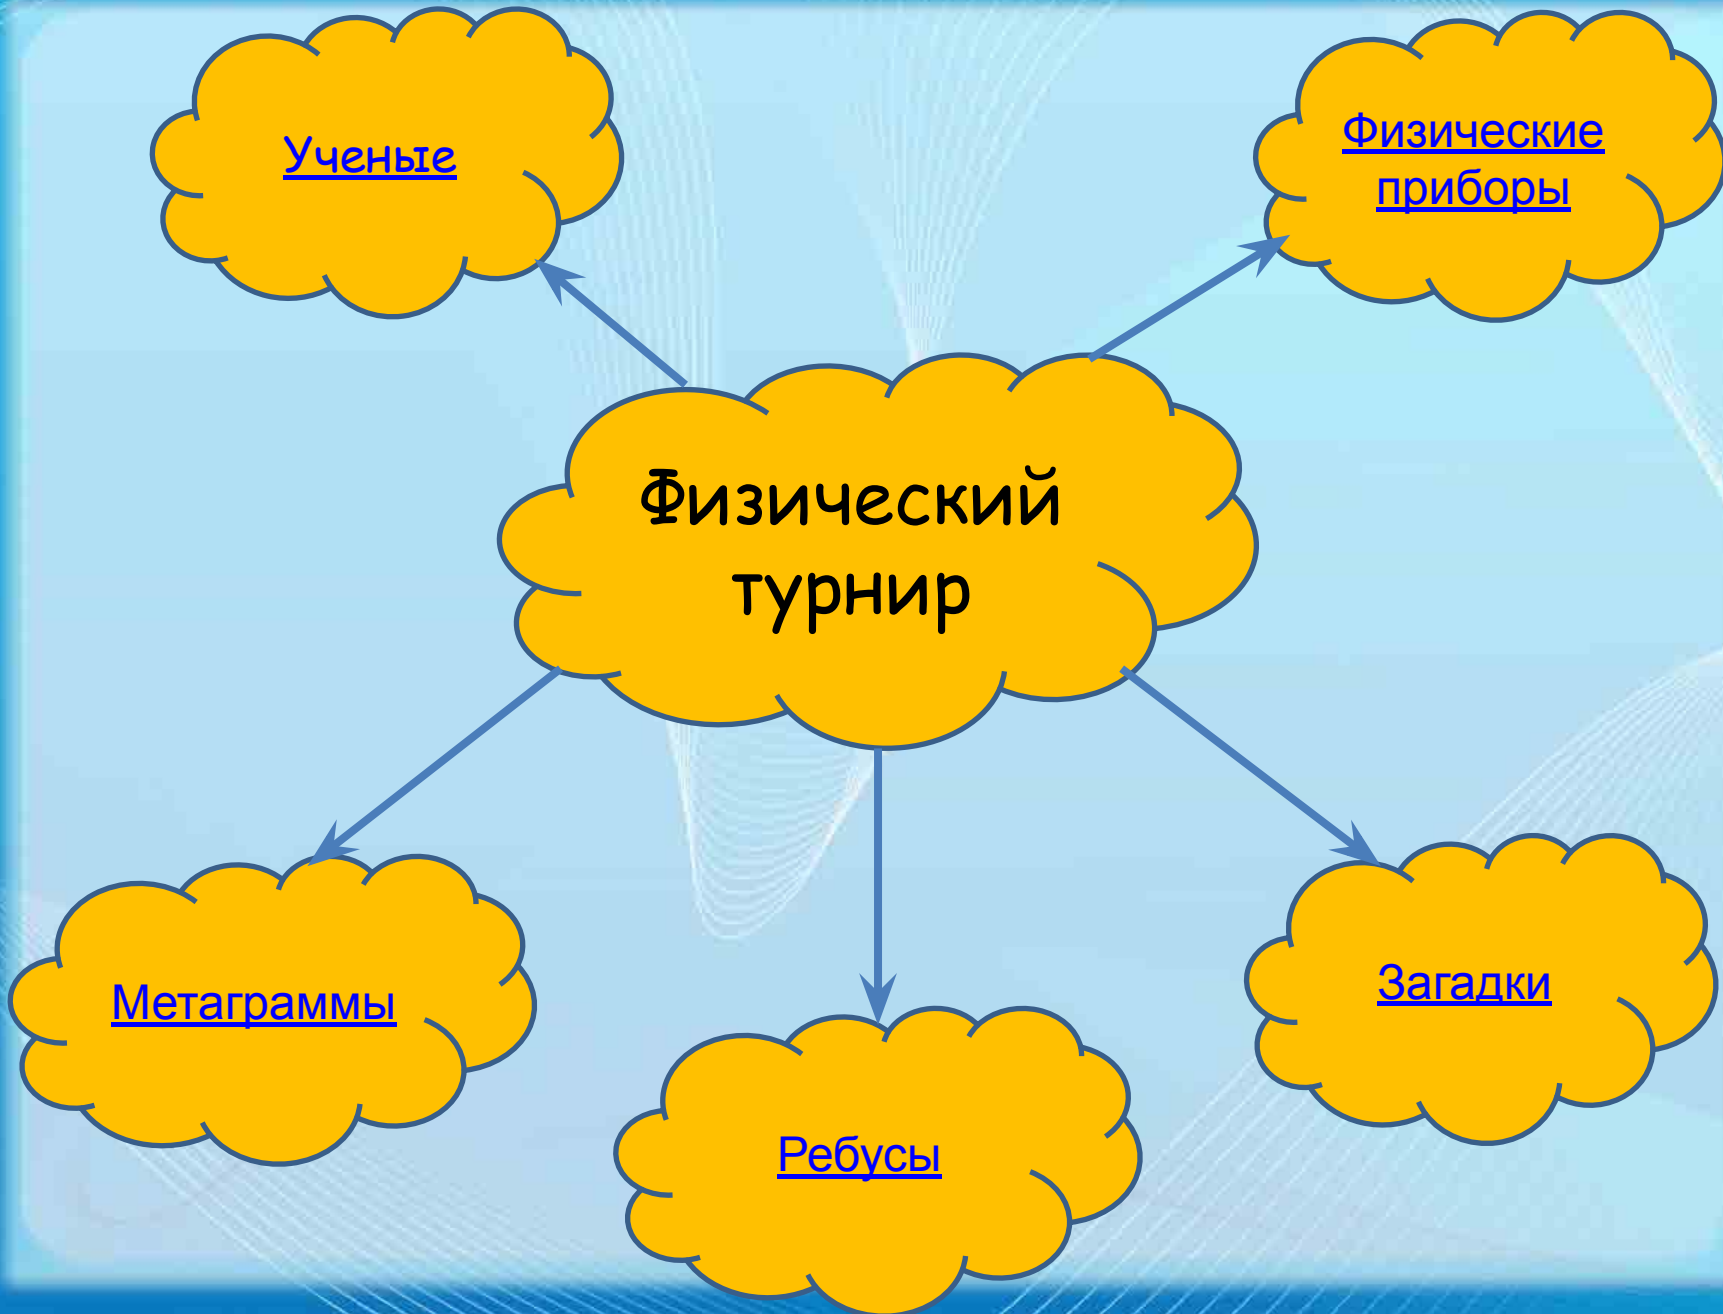 Ученые
Физические
приборы
Физический
турнир
Метаграммы
Загадки
Ребусы